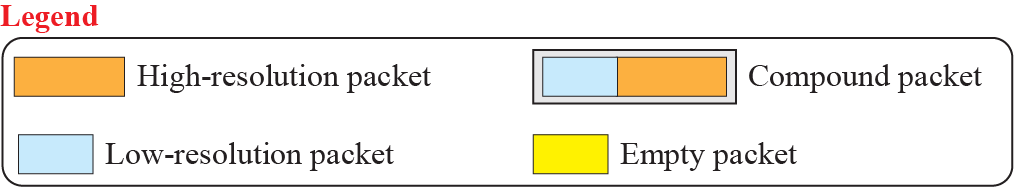 Legend
High-resolution packet
Compound packet
Low-resolution packet
Empty packet